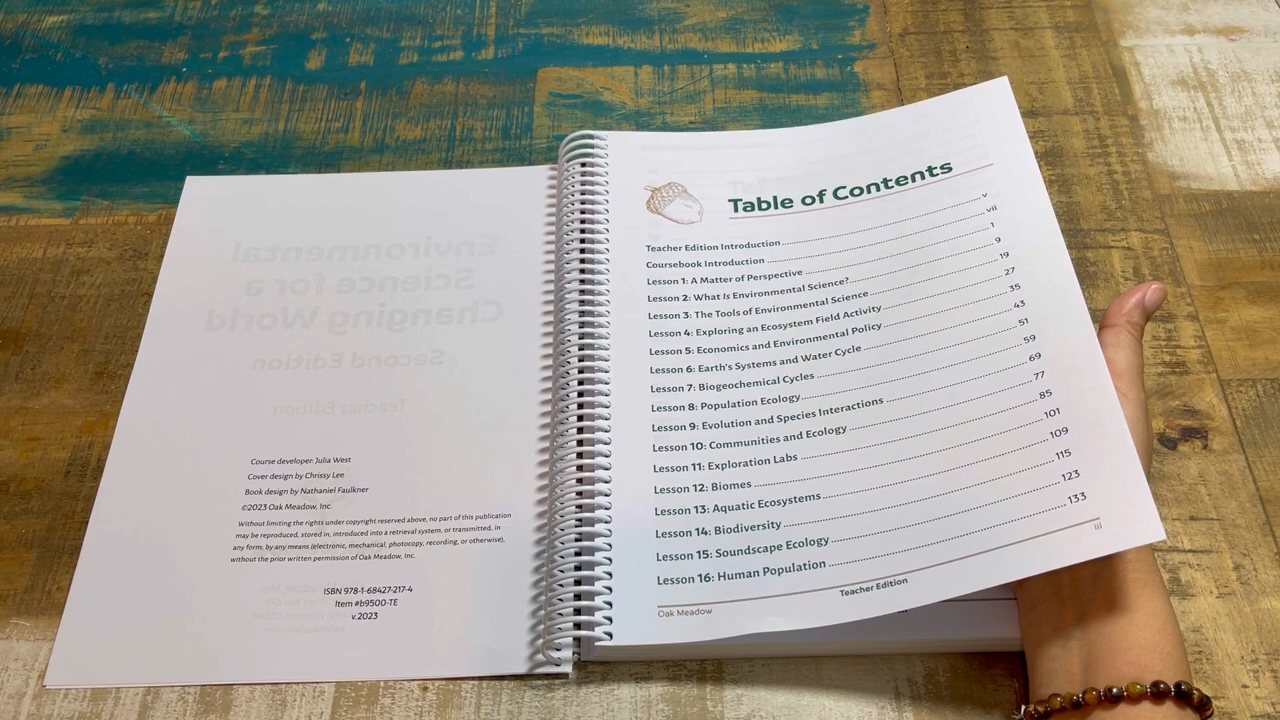 Environmental
Science for a
Changing World
Second Edition
Teacher Edition
Course developer: Julia West
Cover design by Chrissy Lee
Book design by Nathaniel Faulkner
©2023 Oak Meadow, Inc.
Without limiting the rights under copyright reserved above, no part of this publication
may be reproduced, stored in, introduced into a retrieval system, or transmitted, in
any form, by any means (electronic, mechanical, photocopy, recording, or otherwise),
without the prior written permission of Oak Meadow, Inc.
ISBN 978-1-68427-217-4
Item #b9500-TE
v.2023
Table of Contents
Teacher Edition Introduction v
Coursebook Introduction vii
Lesson 1: A Matter of Perspective 1
Lesson 2: What Is Environmental Science? 9
Lesson 3: The Tools of Environmental Science 19
Lesson 4: Exploring an Ecosystem Field Activity 27
Lesson 5: Economics and Environmental Policy 35
Lesson 6: Earth's Systems and Water Cycle 43
Lesson 7: Biogeochemical Cycles 51
Lesson 8: Population Ecology 59
Lesson 9: Evolution and Species Interactions 69
Lesson 10: Communities and Ecology 77
Lesson 11: Exploration Labs 85
Lesson 12: Biomes 101
Lesson 13: Aquatic Ecosystems 109
Lesson 14: Biodiversity 115
Lesson 15: Soundscape Ecology 123
Lesson 16: Human Population 133
Oak Meadow Teacher Edition iii